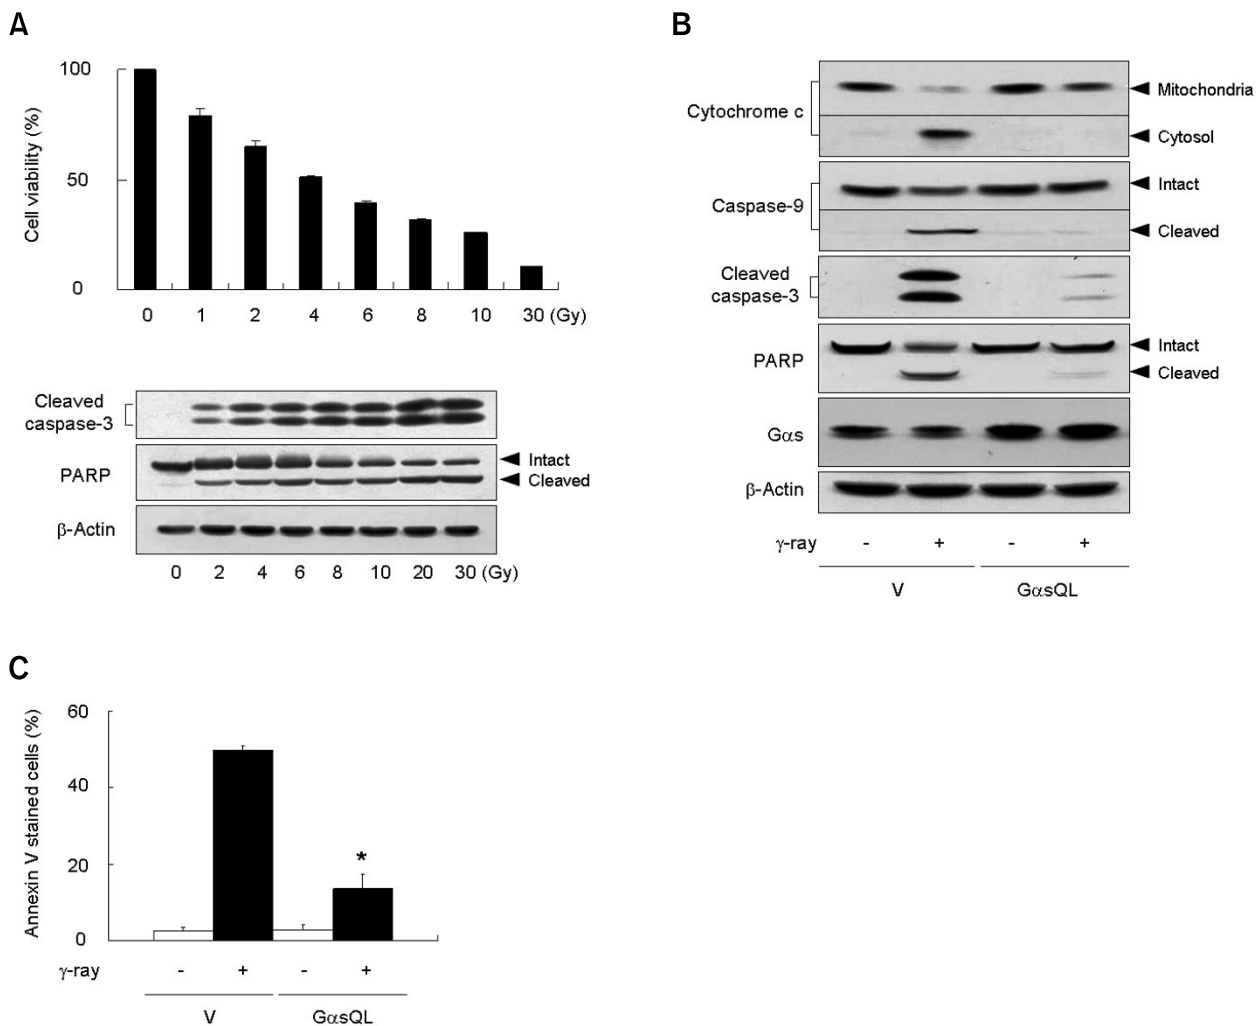 A
100
50
0
Cell viability (%)
0 1 2 4 6 8 10 30 (Gy)
Cleaved
caspase-3
PARP
Intact
Cleaved
β-Actin
0 2 4 6 8 10 20 30 (Gy)
B
Cytochrome c
Mitochondria
Cytosol
Caspase-9
Intact
Cleaved
Cleaved
caspase-3
PARP
Intact
Cleaved
Gαs
β-Actin
γ-ray - + - +
V GαsQL
C
60
40
20
0
Annexin V stained cells (%)
*
γ-ray - + - +
V GαsQL